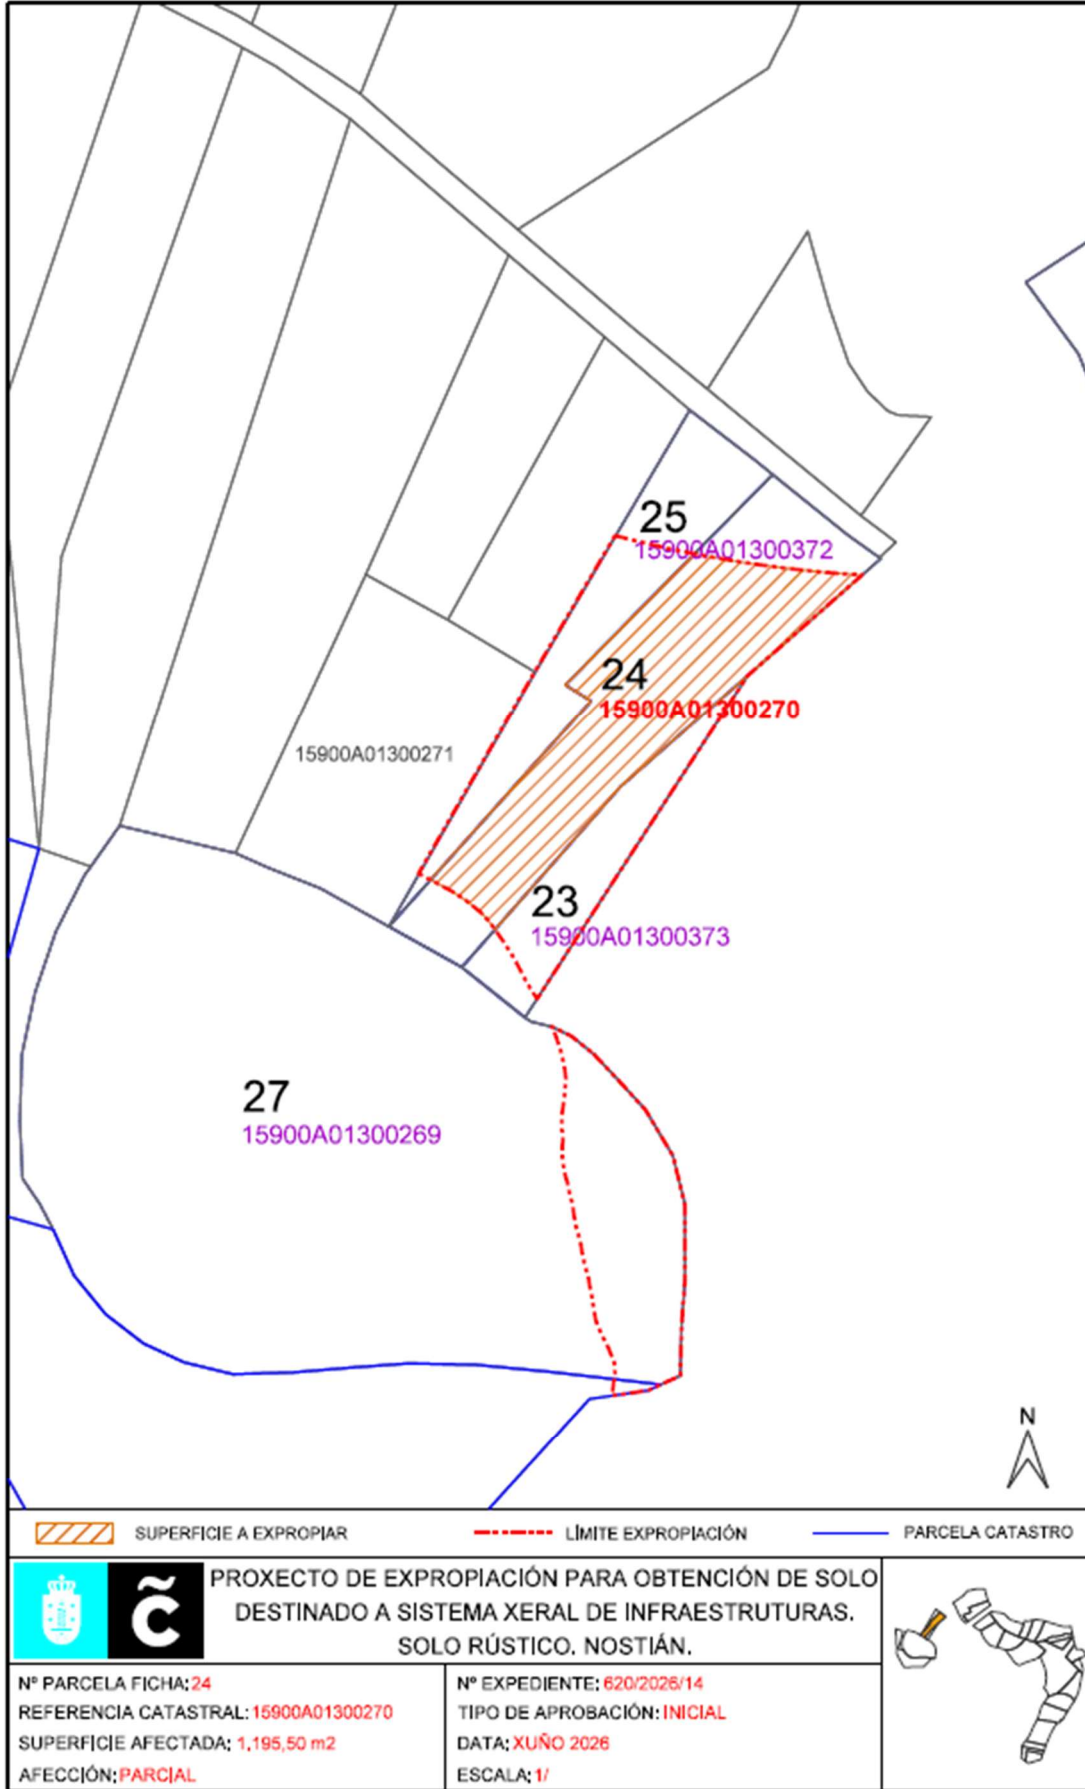 25
15900A01300372
24
15900A01300270
15900A01300271
23
15900A01300373
27
15900A01300269
N
SUPERFICIE A EXPROPIAR
LÍMITE EXPROPIACIÓN
PARCELA CATASTRO
PROXECTO DE EXPROPIACIÓN PARA OBTENCIÓN DE SOLO
DESTINADO A SISTEMA XERAL DE INFRAESTRUTURAS.
SOLO RÚSTICO. NOSTIÁN.
Nº PARCELA FICHA: 24
REFERENCIA CATASTRAL: 15900A01300270
SUPERFICIE AFECTADA: 1,195,50 m2
AFECCIÓN: PARCIAL
Nº EXPEDIENTE: 620/2026/14
TIPO DE APROBACIÓN: INICIAL
DATA: XUÑO 2026
ESCALA: 1/